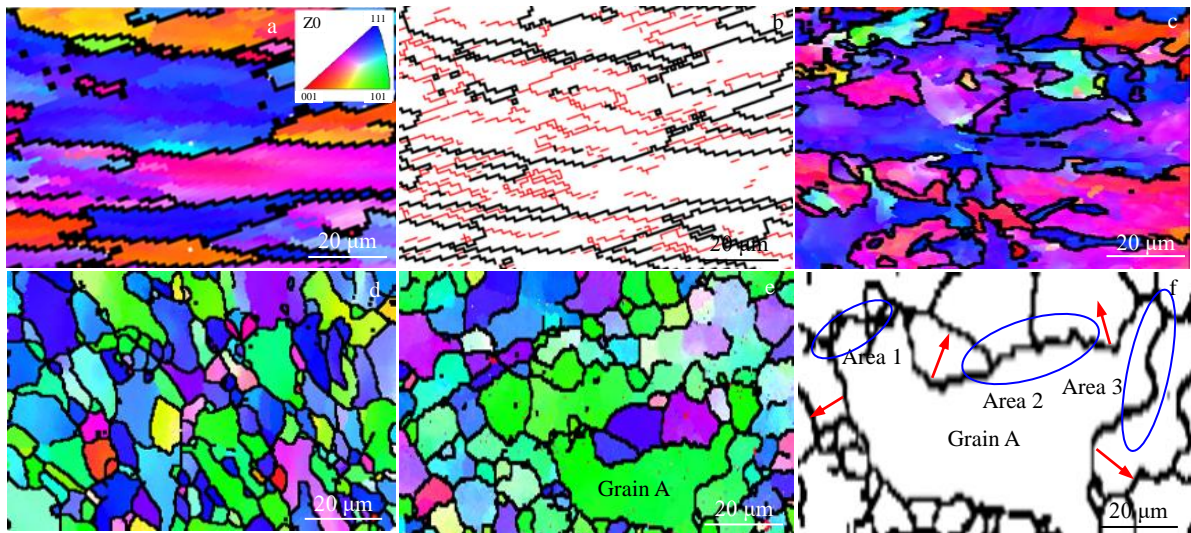 a
Z0
111
001
101
20 μm
b
20 μm
c
20 μm
d
20 μm
e
Grain A
20 μm
f
Area 1
Area 2
Area 3
Grain A
20 μm